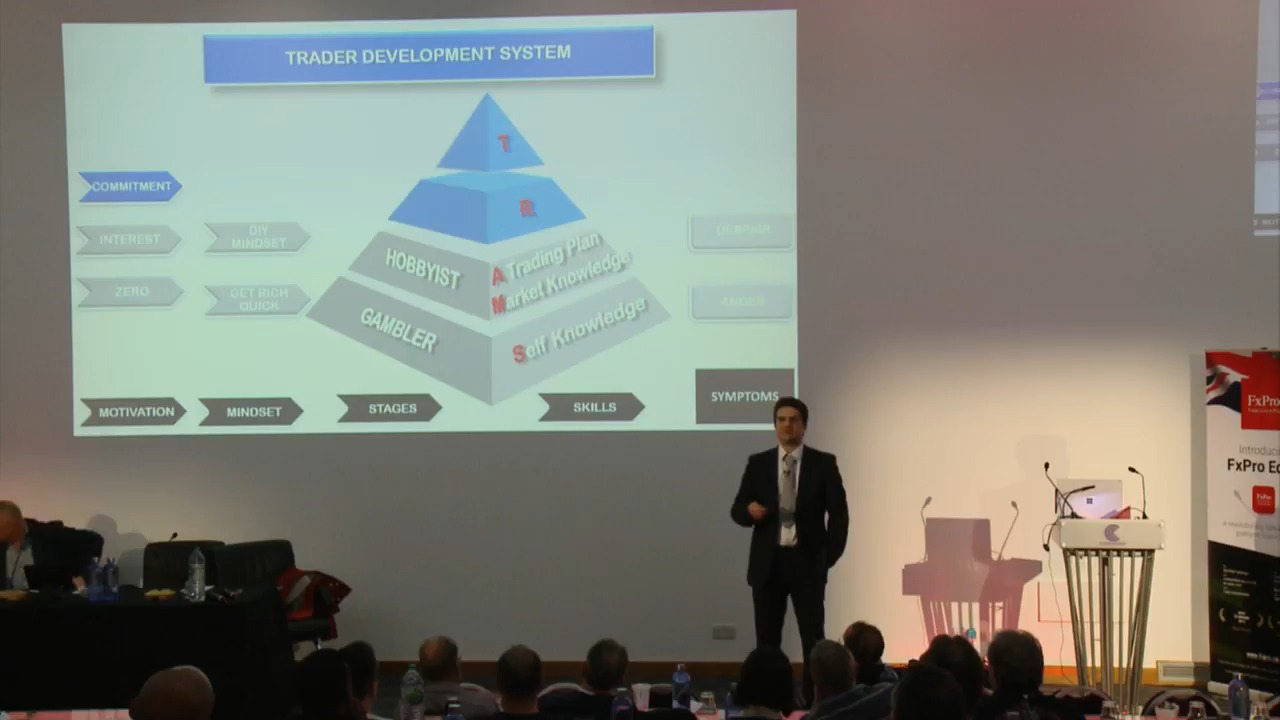 TRADER DEVELOPMENT SYSTEM
T
COMMITMENT
R
INTEREST
DIY
MINDSET
HOBBYIST
A Trading Plan
Market Knowledge
DESPAIR
ZERO
GET RICH
QUICK
GAMBLER
Self Knowledge
ANGER
MOTIVATION
MINDSET
STAGES
SKILLS
SYMPTOMS
FxPro
FxPro